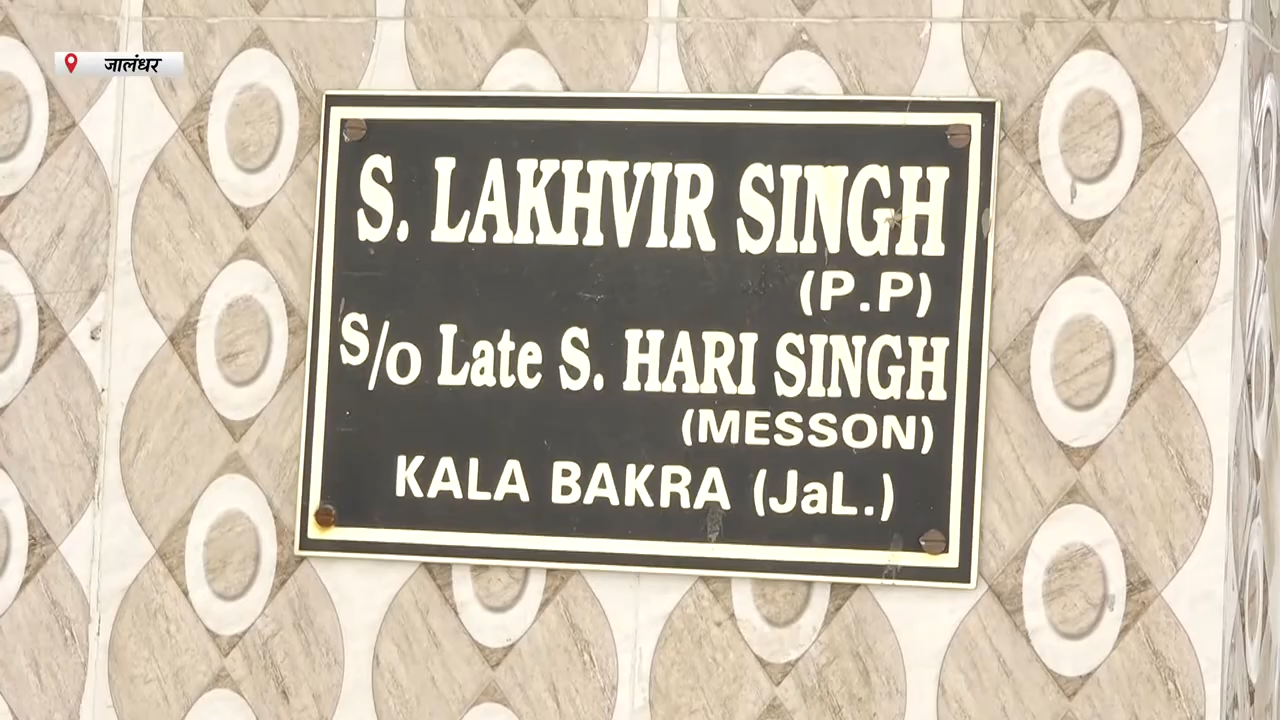 जालंधर
S. LAKHVIR SINGH
(P.P)
S/o Late S. HARI SINGH
(MESSON)
KALA BAKRA (JaL.)